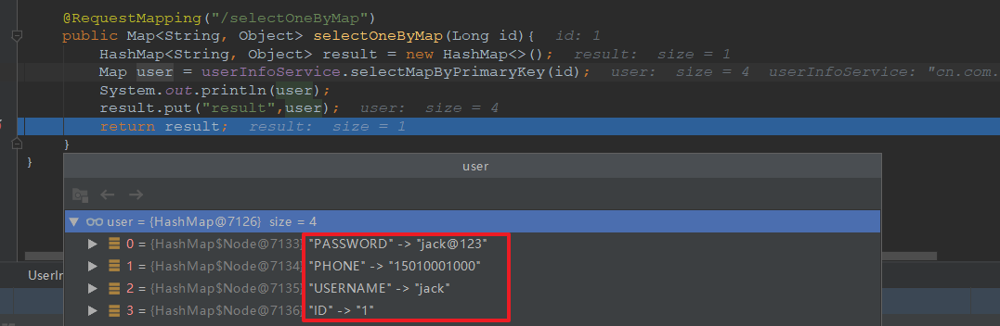 @RequestMapping("/selectOneByMap")
public Map<String, Object> selectOneByMap(Long id){ id: 1
HashMap<String, Object> result = new HashMap<>(); result: size = 1
Map user = userInfoService.selectMapByPrimaryKey(id); user: size = 4 userInfoService: "cn.com.
System.out.println(user);
result.put("result",user); user: size = 4
return result; result: size = 1
}
}
user
user = {HashMap@7126} size = 4
0 = {HashMap$Node@7133} "PASSWORD" -> "jack@123"
1 = {HashMap$Node@7134} "PHONE" -> "15010001000"
UserIn
2 = {HashMap$Node@7135} "USERNAME" -> "jack"
3 = {HashMap$Node@7136} "ID" -> "1"